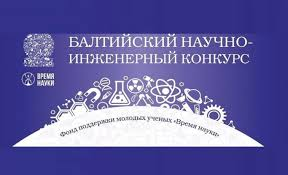 БАЛТИЙСКИЙ НАУЧНО-
ИНЖЕНЕРНЫЙ КОНКУРС
ВРЕМЯ
НАУКИ
Фонд поддержки молодых ученых «Время науки»